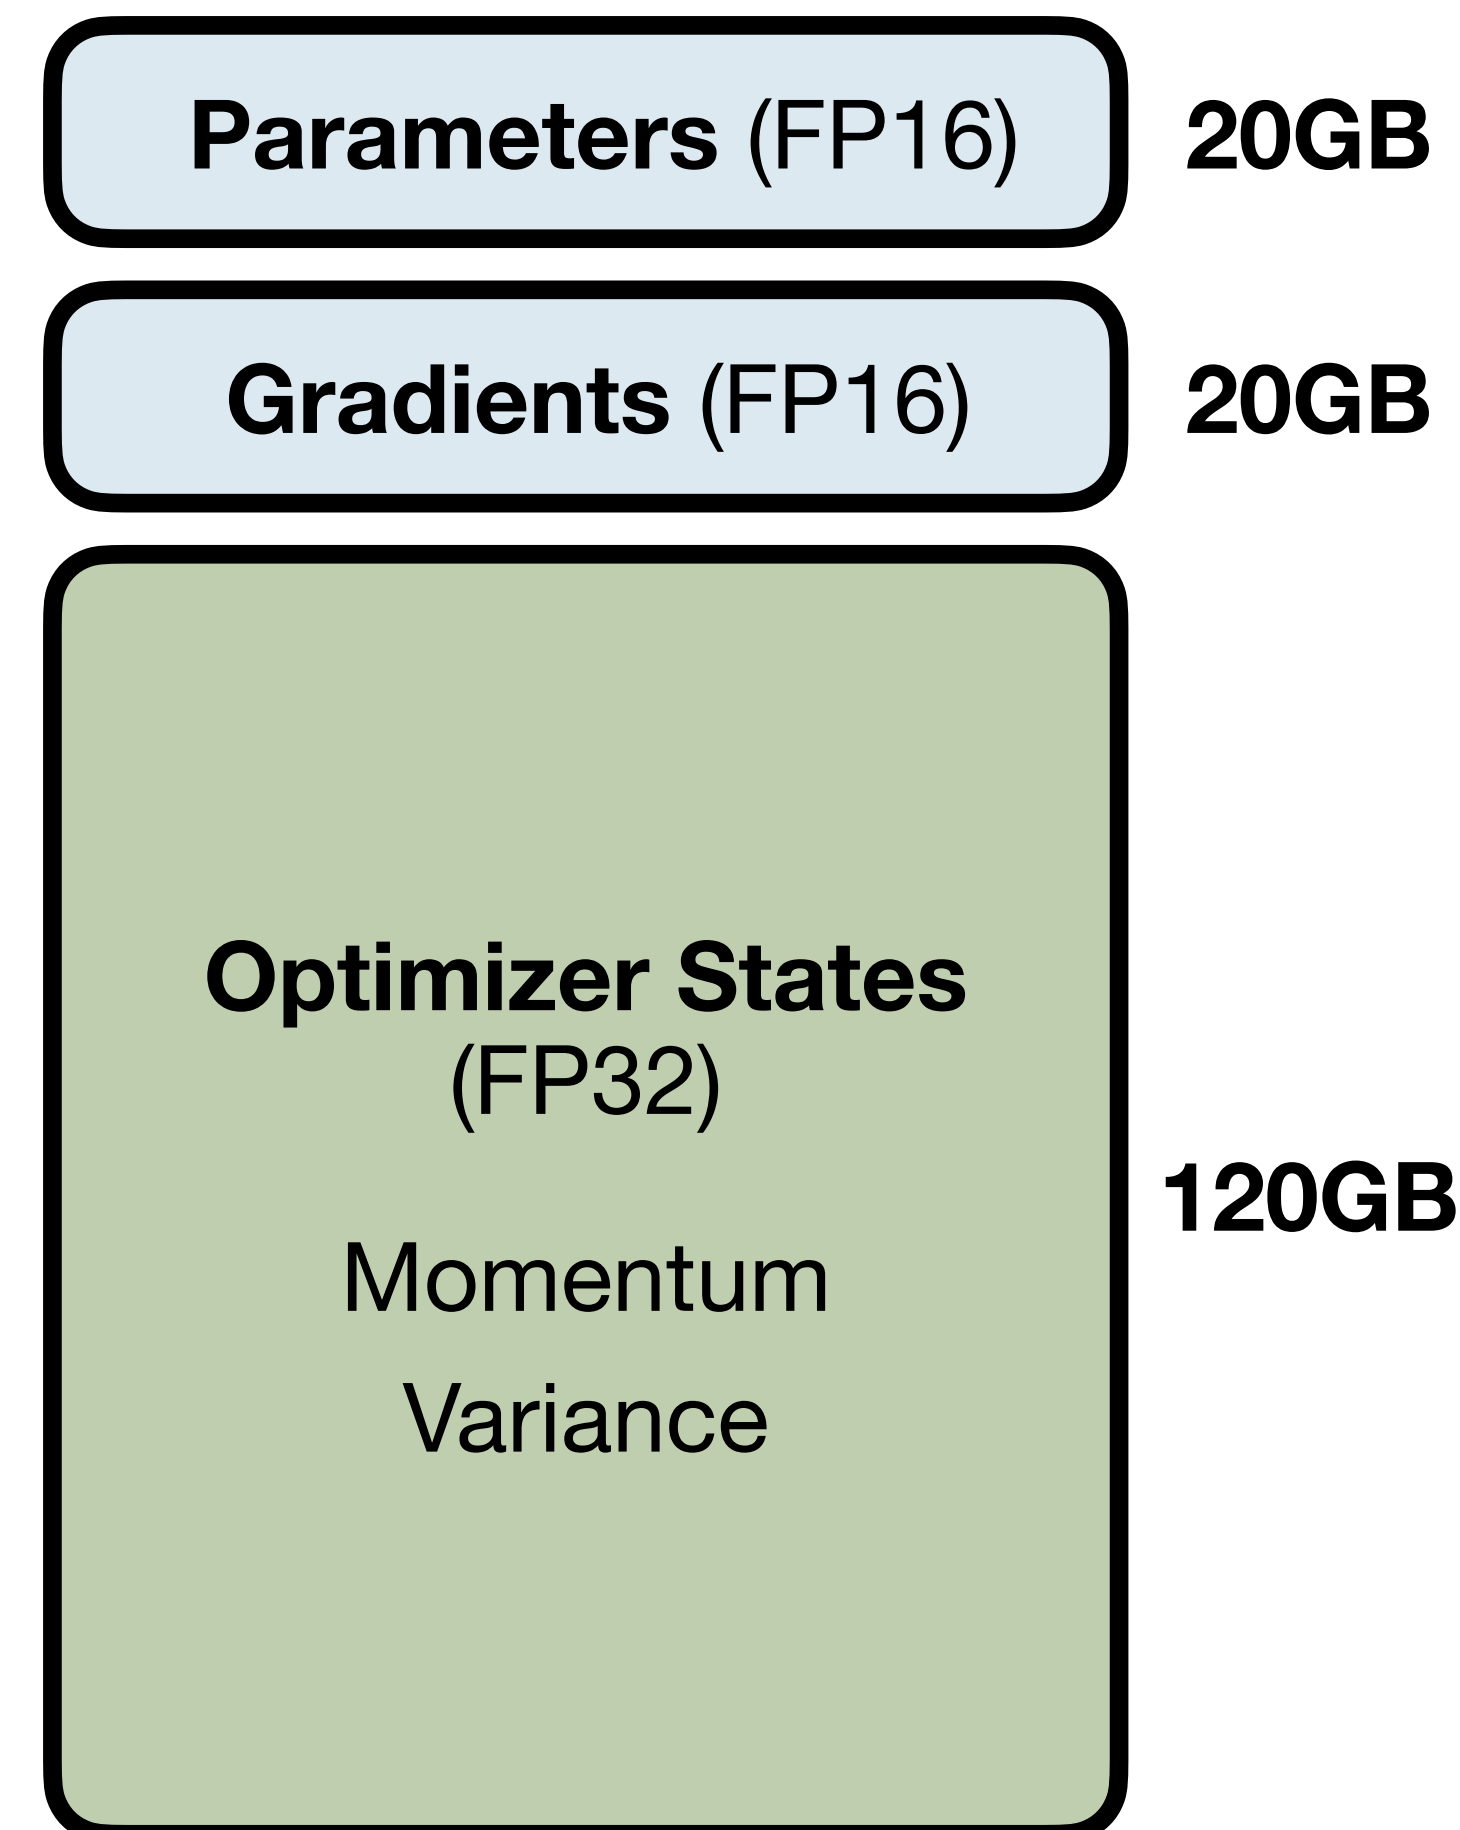 Parameters (FP16) 20GB
Gradients (FP16) 20GB
Optimizer States
(FP32)
120GB
Momentum
Variance